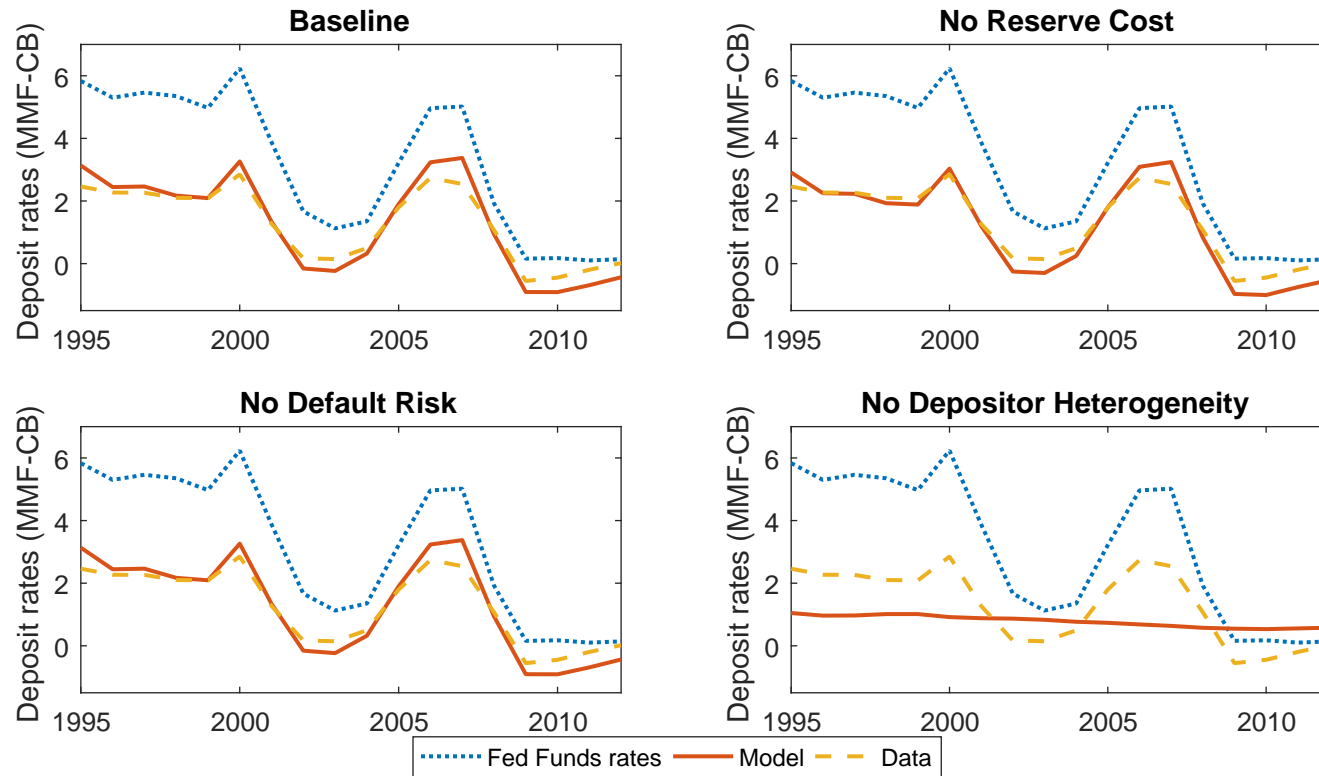 Baseline
Deposit rates (MMF-CB)
6
4
2
0
1995 2000 2005 2010
No Reserve Cost
Deposit rates (MMF-CB)
6
4
2
0
1995 2000 2005 2010
No Default Risk
Deposit rates (MMF-CB)
6
4
2
0
1995 2000 2005 2010
No Depositor Heterogeneity
Deposit rates (MMF-CB)
6
4
2
0
1995 2000 2005 2010
Fed Funds rates Model Data